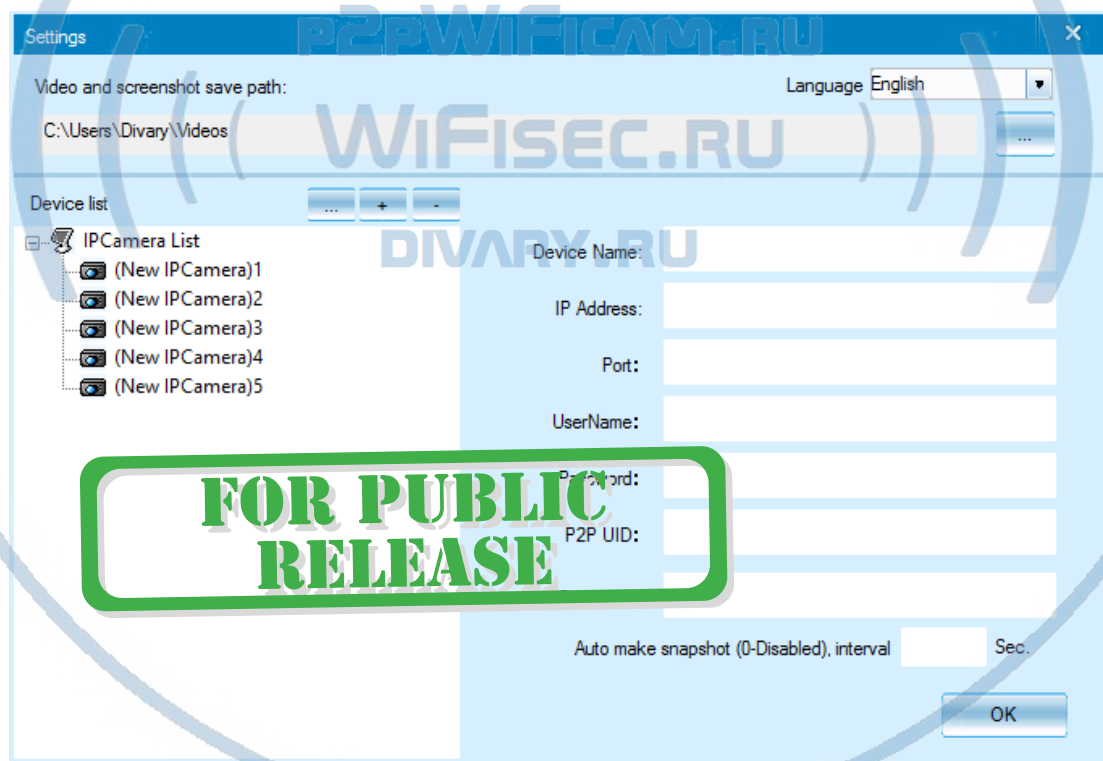 Settings
P2PWIFICAM.RU
Video and screenshot save path:
Language English
C:\Users\Divary\Videos
...
WIFISEC.RU
Device list
... + -
DIVARY.RU
IPCamera List
(New IPCamera)1
(New IPCamera)2
(New IPCamera)3
(New IPCamera)4
(New IPCamera)5
Device Name:
IP Address:
Port:
UserName:
Password:
P2P UID:
FOR PUBLIC
RELEASE
Auto make snapshot (0-Disabled), interval Sec.
OK